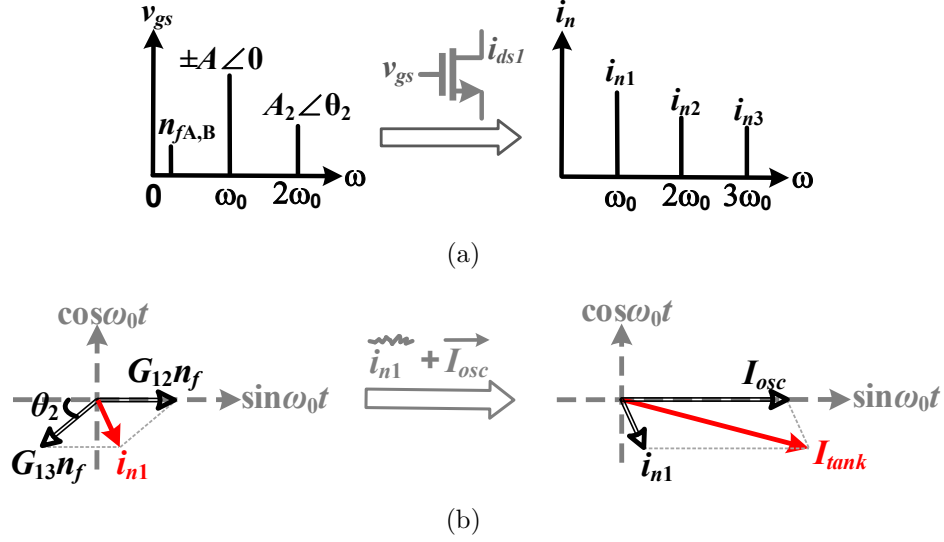 v_gs
i_n
±A∠0
A_2∠θ_2
n_fA,B
0
ω_0
2ω_0
ω
v_gs
i_ds1
i_n1
i_n2
i_n3
ω_0
2ω_0
3ω_0
ω
(a)
cosω_0t
G_12n_f
sinω_0t
θ_2
G_13n_f
i_n1
i_n1 + I_osc
cosω_0t
I_osc
sinω_0t
i_n1
I_tank
(b)